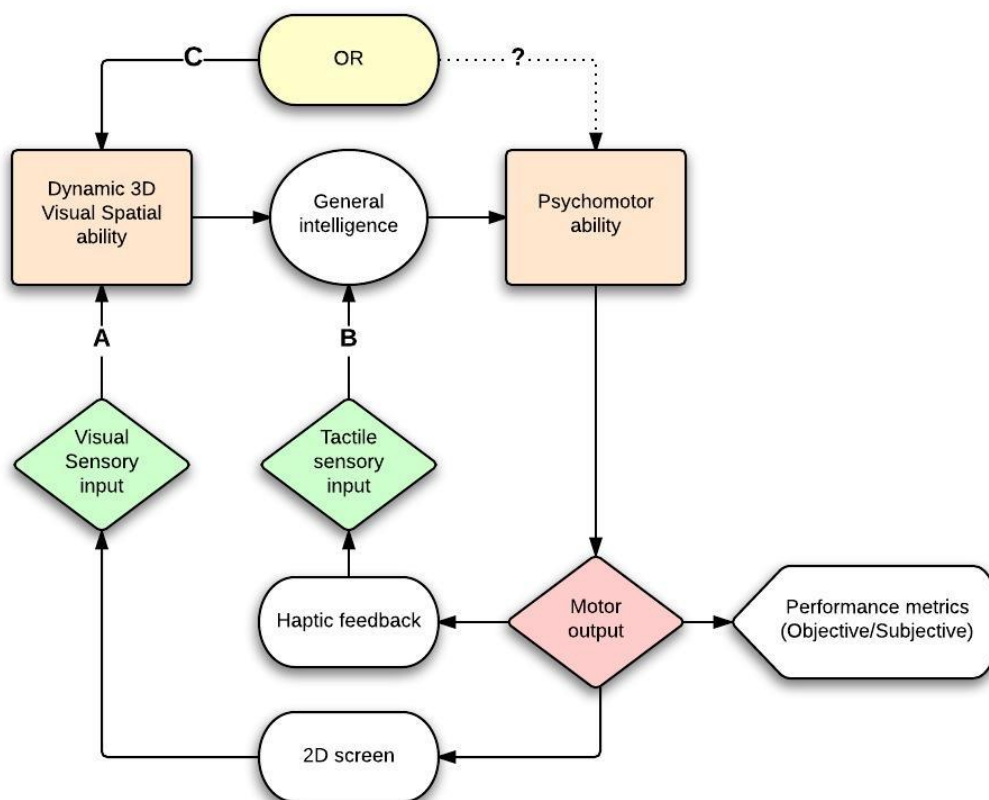 C
OR
?
Dynamic 3D
Visual Spatial
ability
General
intelligence
Psychomotor
ability
A
B
Visual
Sensory
input
Tactile
sensory
input
Haptic feedback
Motor
output
Performance metrics
(Objective/Subjective)
2D screen